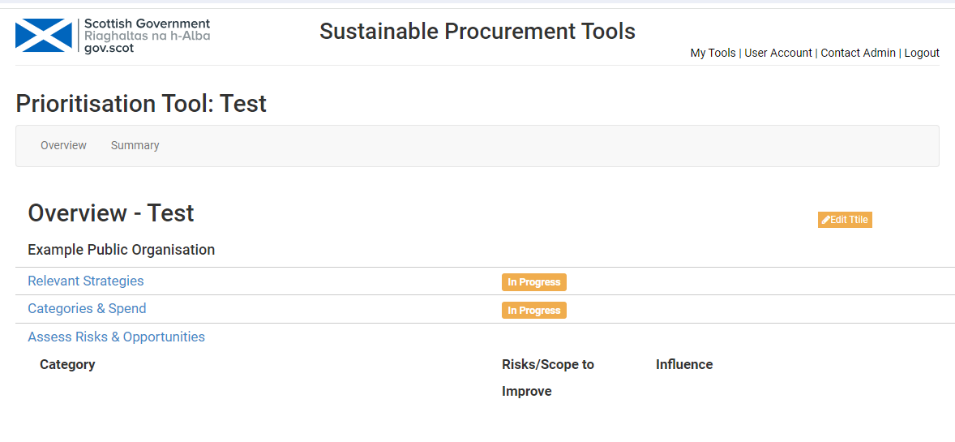 Scottish Government
Riaghaltas na h-Alba
gov.scot
Sustainable Procurement Tools
My Tools | User Account | Contact Admin | Logout
Prioritisation Tool: Test
Overview Summary
Overview - Test
Edit Ttile
Example Public Organisation
Relevant Strategies In Progress
Categories & Spend In Progress
Assess Risks & Opportunities
Category Risks/Scope to Influence
Improve